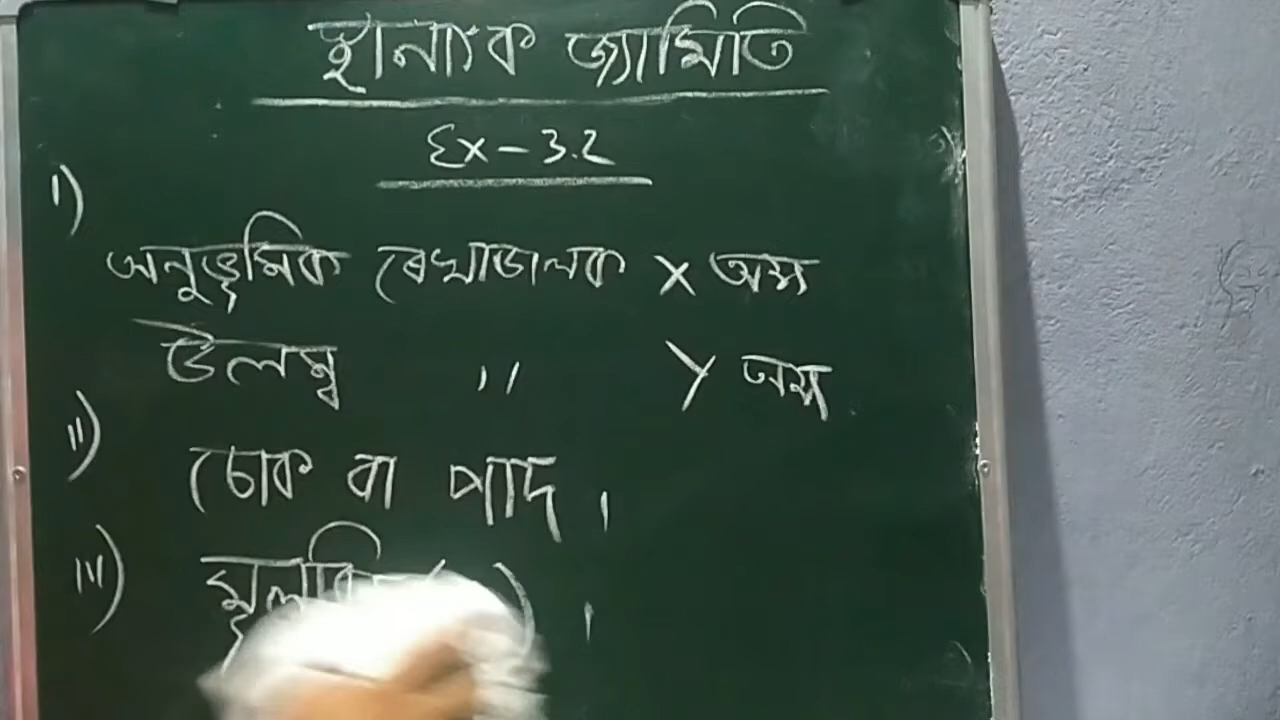 স্থানাংক জ্যামিতি
Ex - 3.2
i)
অনুভূমিক ৰেখাডালক X অক্ষ
উলম্ব " Y অক্ষ
ii)
চোক বা পাদ ।
iii)